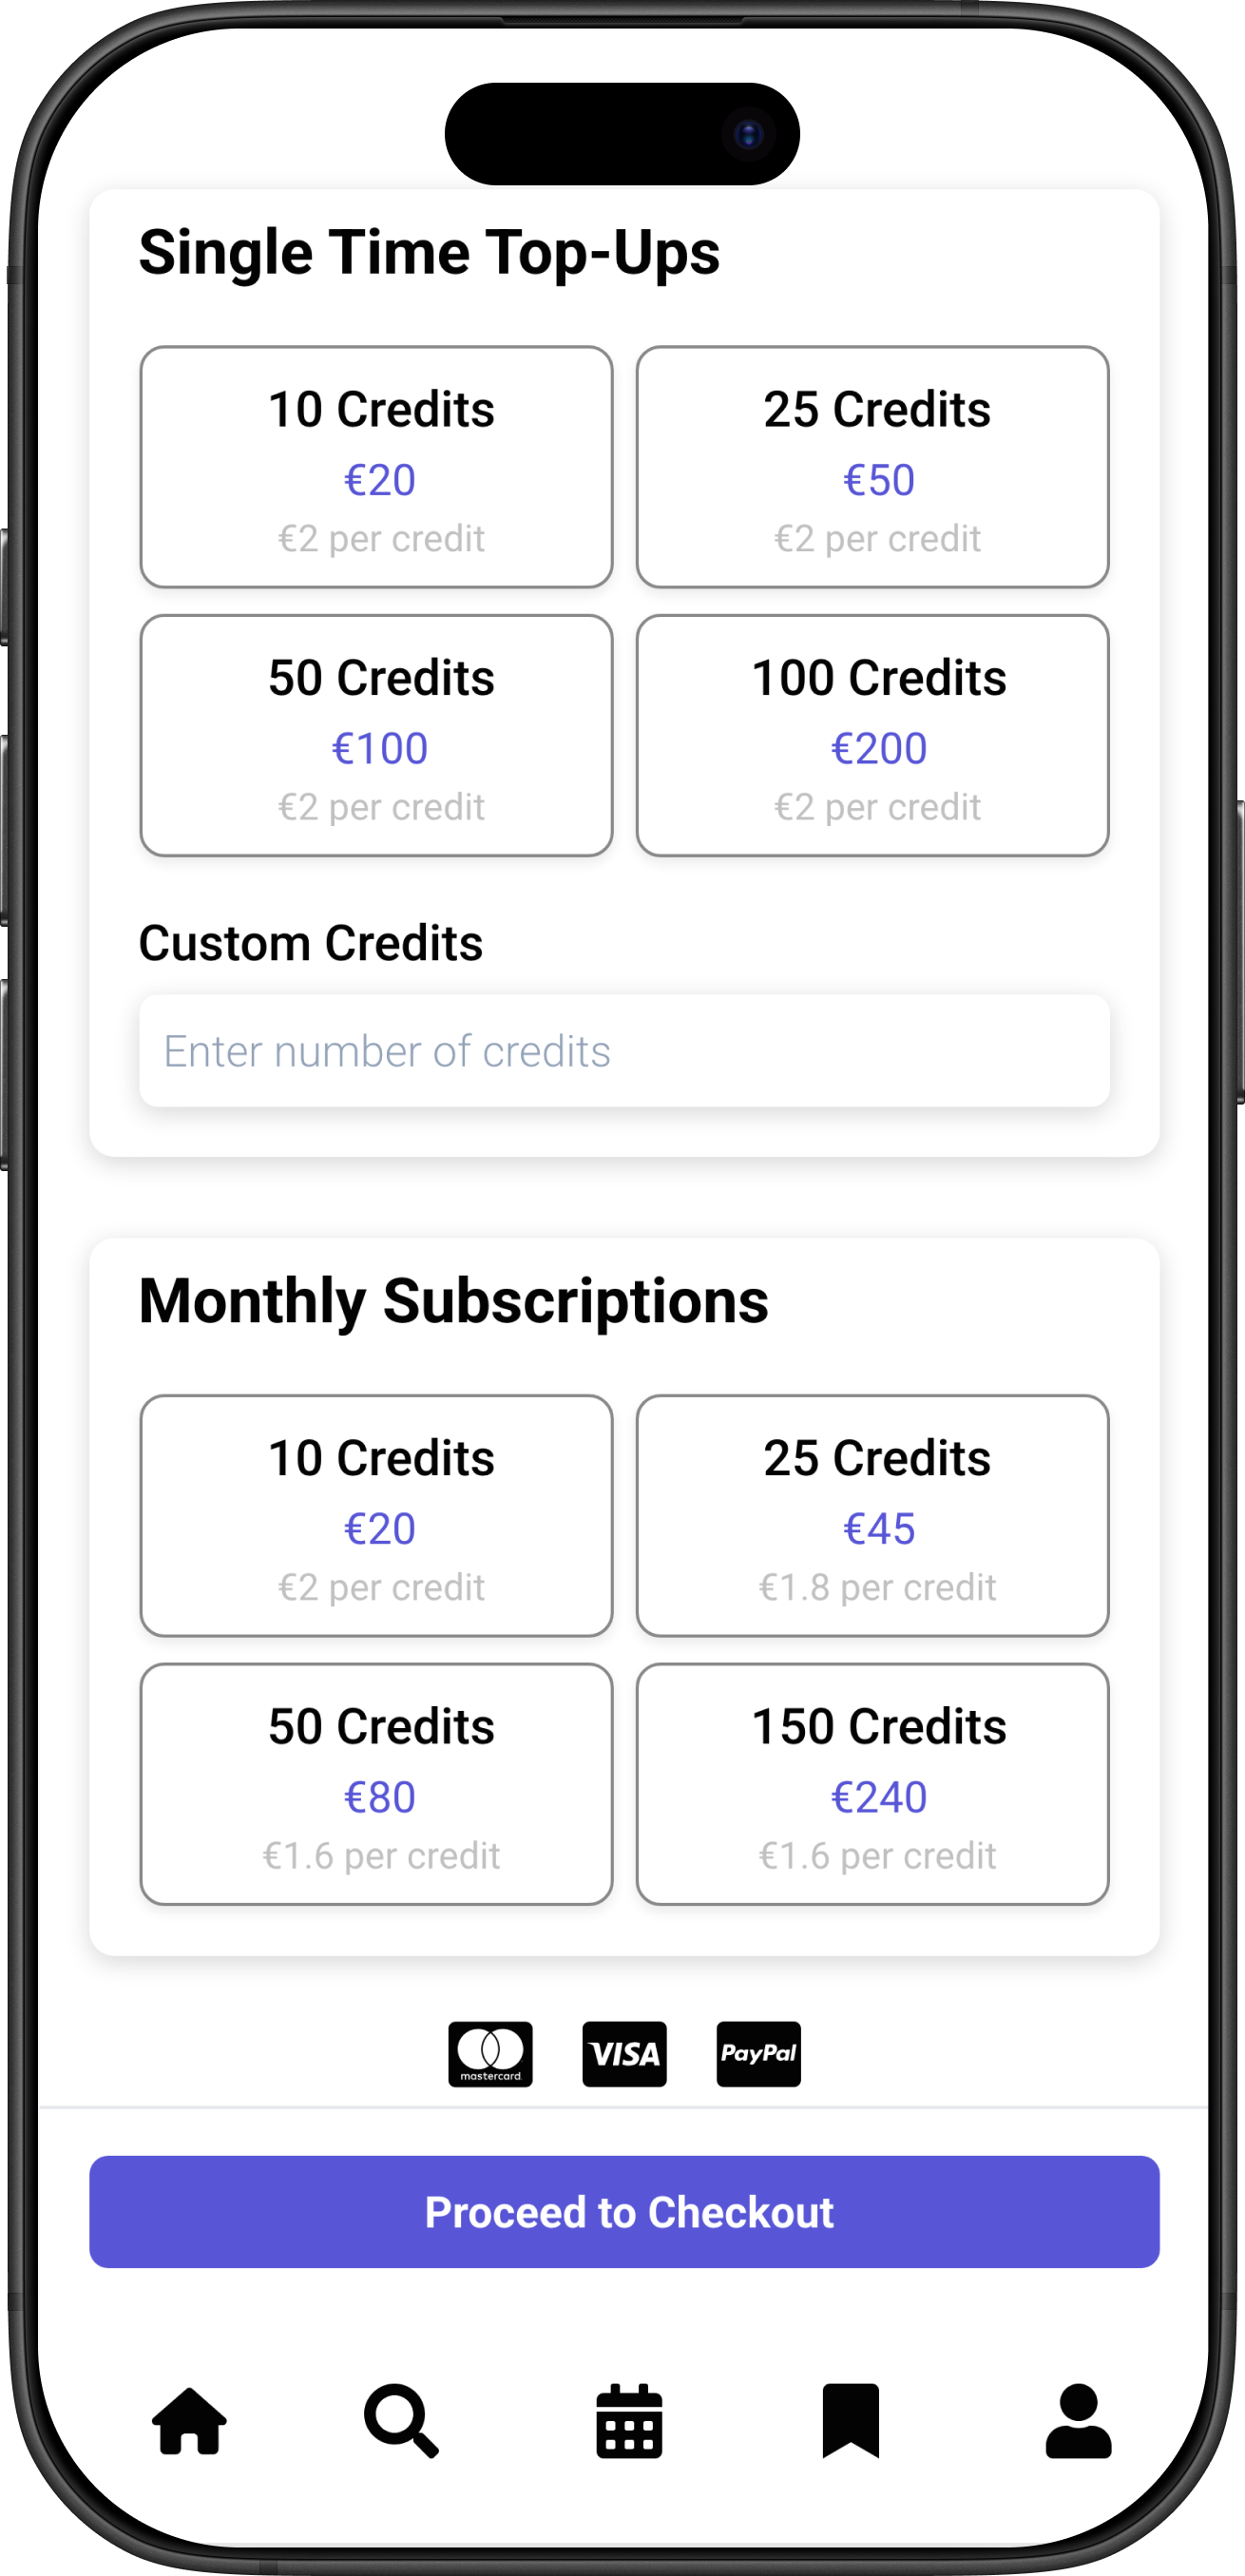 Single Time Top-Ups
10 Credits
€20
€2 per credit
25 Credits
€50
€2 per credit
50 Credits
€100
€2 per credit
100 Credits
€200
€2 per credit
Custom Credits
Enter number of credits
Monthly Subscriptions
10 Credits
€20
€2 per credit
25 Credits
€45
€1.8 per credit
50 Credits
€80
€1.6 per credit
150 Credits
€240
€1.6 per credit
mastercard
VISA
PayPal
Proceed to Checkout